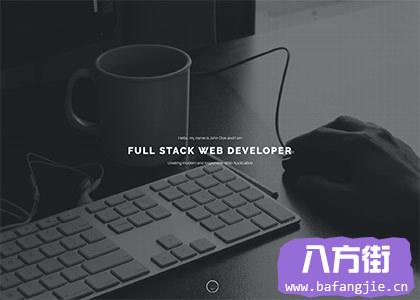 Hello, my name is John Doe and I am
FULL STACK WEB DEVELOPER
creating modern and responsive Web Application
八方街
www.bafangjie.cn